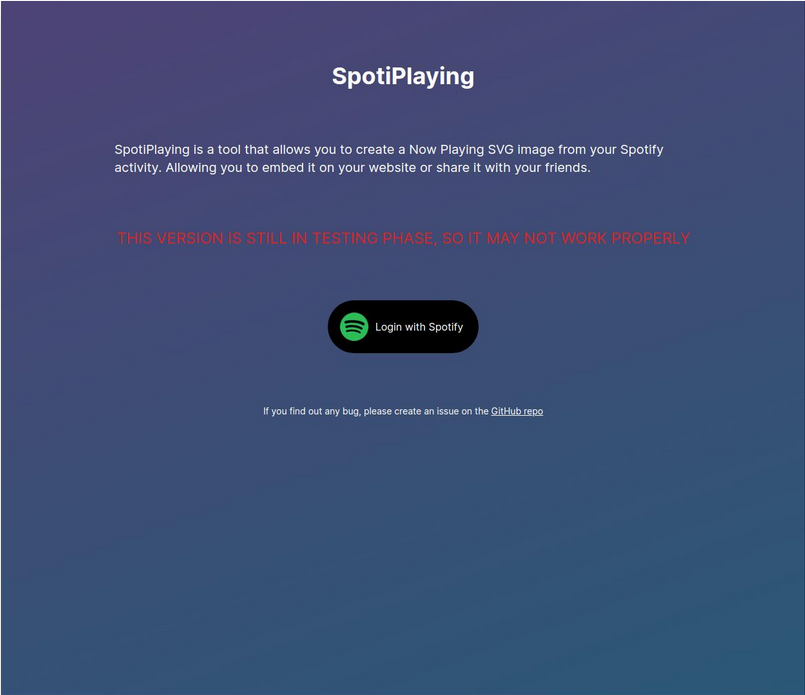 SpotiPlaying
SpotiPlaying is a tool that allows you to create a Now Playing SVG image from your Spotify
activity. Allowing you to embed it on your website or share it with your friends.
THIS VERSION IS STILL IN TESTING PHASE, SO IT MAY NOT WORK PROPERLY
Login with Spotify
If you find out any bug, please create an issue on the GitHub repo